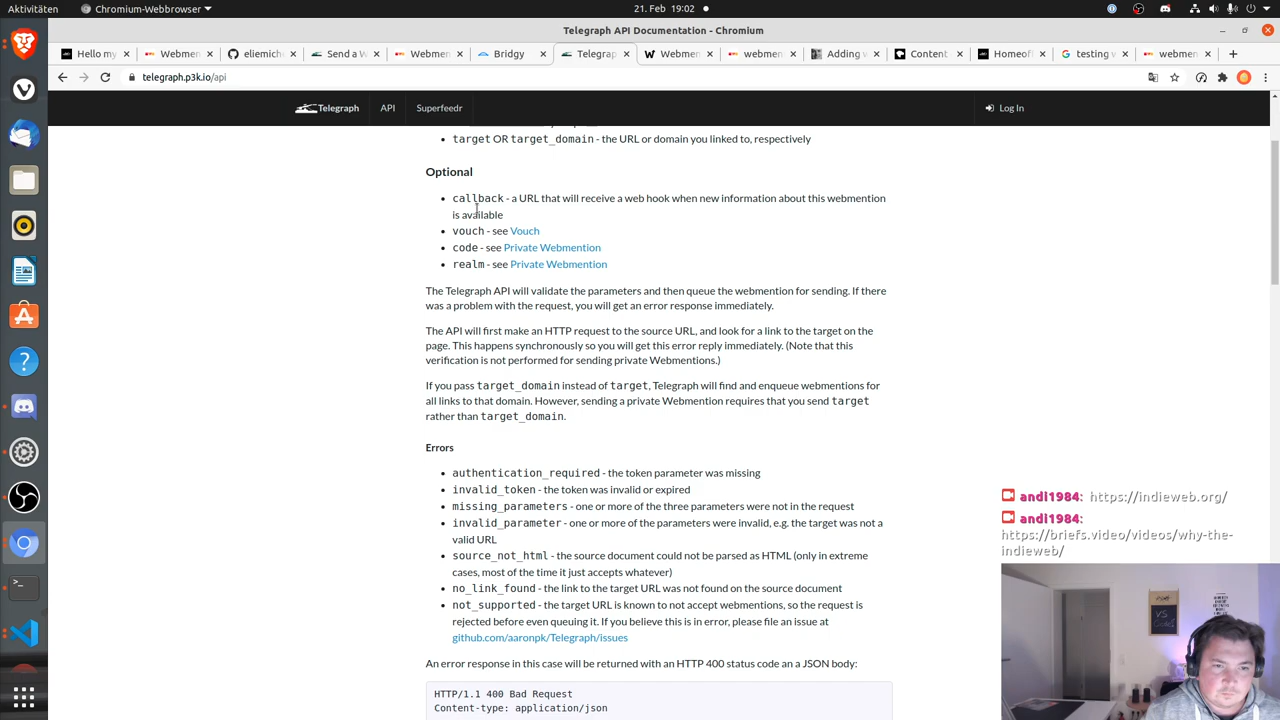 Aktivitäten
Chromium-Webbrowser
21. Feb 19:02
Telegraph API Documentation - Chromium
Hello my
Webmen
eliemich
Send a W
Webmen
Bridgy
Telegrap
Webmen
webmen
Adding w
Content
Homeoff
testing w
webmen
telegraph.p3k.io/api
Telegraph
API
Superfeedr
Log In
target OR target_domain - the URL or domain you linked to, respectively
Optional
callback - a URL that will receive a web hook when new information about this webmention
is available
vouch - see Vouch
code - see Private Webmention
realm - see Private Webmention
The Telegraph API will validate the parameters and then queue the webmention for sending. If there
was a problem with the request, you will get an error response immediately.
The API will first make an HTTP request to the source URL, and look for a link to the target on the
page. This happens synchronously so you will get this error reply immediately. (Note that this
verification is not performed for sending private Webmentions.)
If you pass target_domain instead of target, Telegraph will find and enqueue webmentions for
all links to that domain. However, sending a private Webmention requires that you send target
rather than target_domain.
Errors
authentication_required - the token parameter was missing
invalid_token - the token was invalid or expired
missing_parameters - one or more of the three parameters were not in the request
invalid_parameter - one or more of the parameters were invalid, e.g. the target was not a
valid URL
source_not_html - the source document could not be parsed as HTML (only in extreme
cases, most of the time it just accepts whatever)
no_link_found - the link to the target URL was not found on the source document
not_supported - the target URL is known to not accept webmentions, so the request is
rejected before even queuing it. If you believe this is in error, please file an issue at
github.com/aaronpk/Telegraph/issues
An error response in this case will be returned with an HTTP 400 status code an a JSON body:
HTTP/1.1 400 Bad Request
Content-type: application/json
andi1984: https://indieweb.org/
andi1984:
https://briefs.video/videos/why-the-
indieweb/
VS